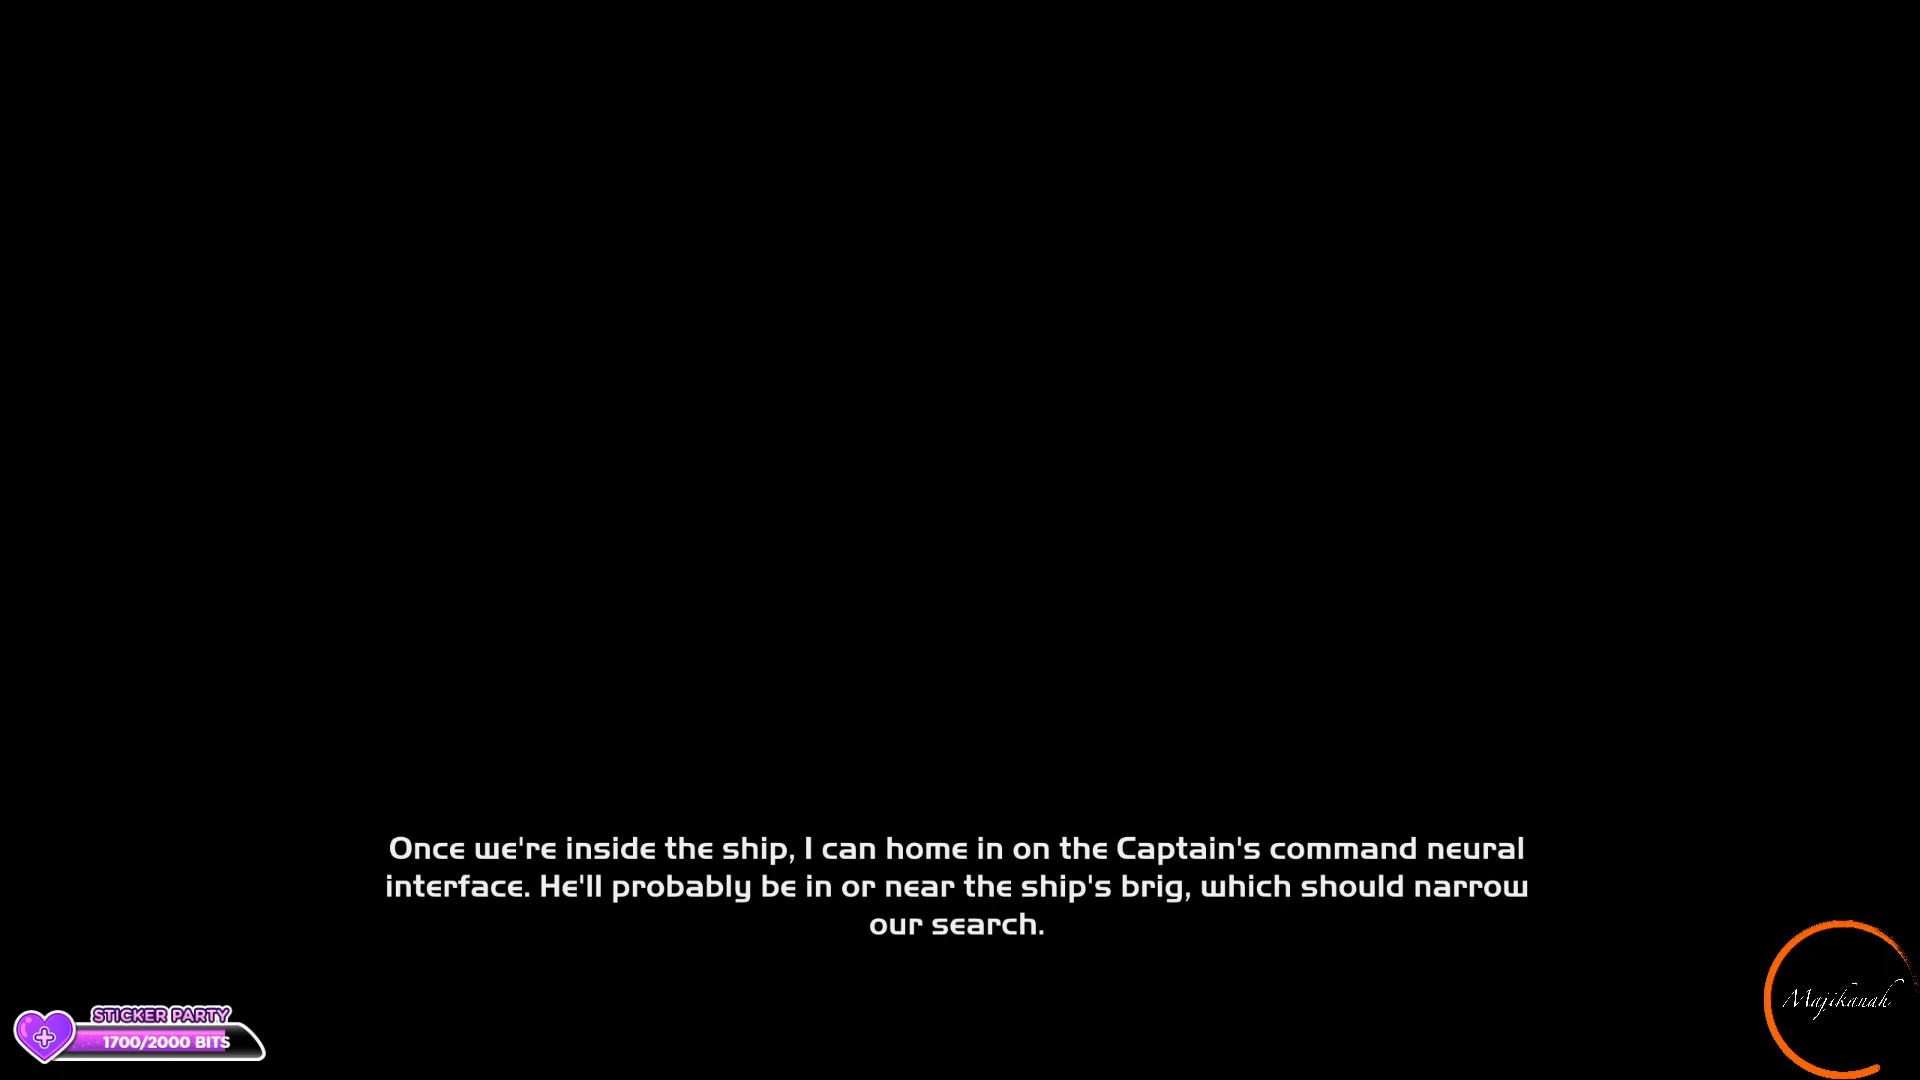 Once we're inside the ship, I can home in on the Captain's command neural
interface. He'll probably be in or near the ship's brig, which should narrow
our search.
STICKER PARTY
1700/2000 BITS
Majikanah